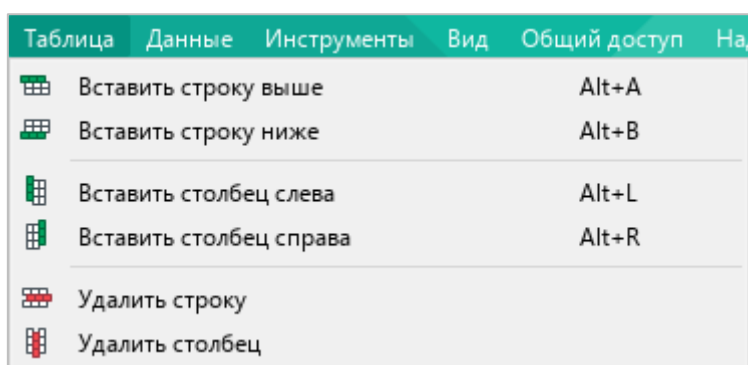 Таблица Данные Инструменты Вид Общий доступ
Вставить строку выше Alt+A
Вставить строку ниже Alt+B
Вставить столбец слева Alt+L
Вставить столбец справа Alt+R
Удалить строку
Удалить столбец